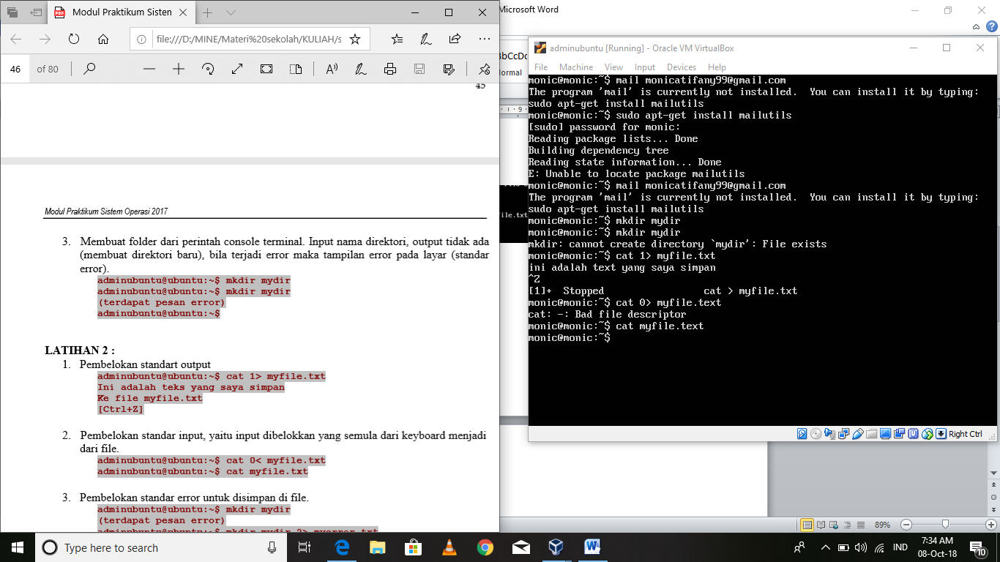 Modul Praktikum Sisten
file:///D:/MINE/Materi%20sekolah/KULIAH/s
46 of 80
45
Modul Praktikum Sistem Operasi 2017
3. Membuat folder dari perintah console terminal. Input nama direktori, output tidak ada
(membuat direktori baru), bila terjadi error maka tampilan error pada layar (standar
error).
adminubuntu@ubuntu:~$ mkdir mydir
adminubuntu@ubuntu:~$ mkdir mydir
(terdapat pesan error)
adminubuntu@ubuntu:~$
LATIHAN 2 :
1. Pembelokan standart output
adminubuntu@ubuntu:~$ cat 1> myfile.txt
Ini adalah teks yang saya simpan
Ke file myfile.txt
[Ctrl+Z]
2. Pembelokan standar input, yaitu input dibelokkan yang semula dari keyboard menjadi
dari file.
adminubuntu@ubuntu:~$ cat 0< myfile.txt
adminubuntu@ubuntu:~$ cat myfile.txt
3. Pembelokan standar error untuk disimpan di file.
adminubuntu@ubuntu:~$ mkdir mydir
(terdapat pesan error)
adminubuntu@ubuntu:~$ mkdir mydir 2> myerror.txt
Microsoft Word
bCcDc
ormal
9
ile.txt
adminubuntu [Running] - Oracle VM VirtualBox
File Machine View Input Devices Help
monic@monic:~$ mail monicatifany99@gmail.com
The program 'mail' is currently not installed.  You can install it by typing:
sudo apt-get install mailutils
monic@monic:~$ sudo apt-get install mailutils
[sudo] password for monic:
Reading package lists... Done
Building dependency tree
Reading state information... Done
E: Unable to locate package mailutils
monic@monic:~$ mail monicatifany99@gmail.com
The program 'mail' is currently not installed.  You can install it by typing:
sudo apt-get install mailutils
monic@monic:~$ mkdir mydir
monic@monic:~$ mkdir mydir
mkdir: cannot create directory `mydir': File exists
monic@monic:~$ cat 1> myfile.txt
ini adalah text yang saya simpan
^Z
[1]+  Stopped                 cat > myfile.txt
monic@monic:~$ cat 0> myfile.text
cat: -: Bad file descriptor
monic@monic:~$ cat myfile.text
monic@monic:~$
Right Ctrl
89%
Type here to search
IND
7:34 AM
08-Oct-18
10